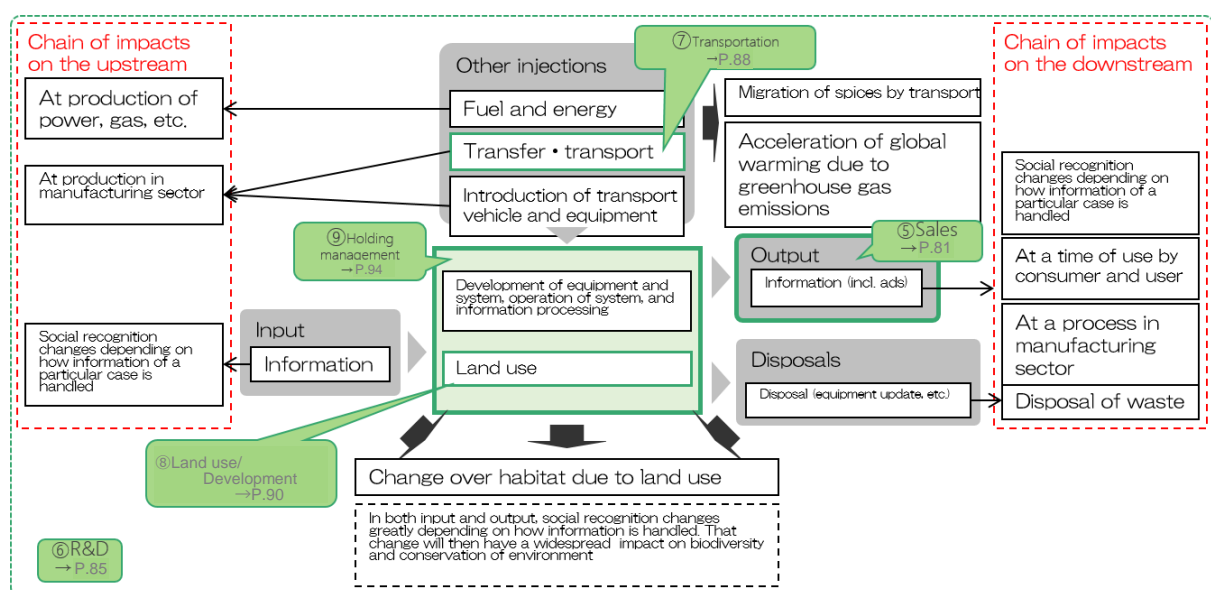 Chain of impacts
on the upstream
At production of
power, gas, etc.
At production in
manufacturing sector
Social recognition
changes depending on
how information of a
particular case is
handled
Other injections
Fuel and energy
Transfer・transport
Introduction of transport
vehicle and equipment
⑦Transportation
→P.88
Migration of spices by transport
Acceleration of global
warming due to
greenhouse gas
emissions
⑨Holding
management
→P.94
Development of equipment and
system, operation of system, and
information processing
Land use
Input
Information
⑤Sales
→P.81
Output
Information (incl. ads)
Disposals
Disposal (equipment update, etc.)
Chain of impacts
on the downstream
Social recognition
changes depending on
how information of a
particular case is
handled
At a time of use by
consumer and user
At a process in
manufacturing
sector
Disposal of waste
⑧Land use/
Development
→P.90
Change over habitat due to land use
In both input and output, social recognition changes
greatly depending on how information is handled. That
change will then have a widespread impact on biodiversity
and conservation of environment
⑥R&D
→P.85